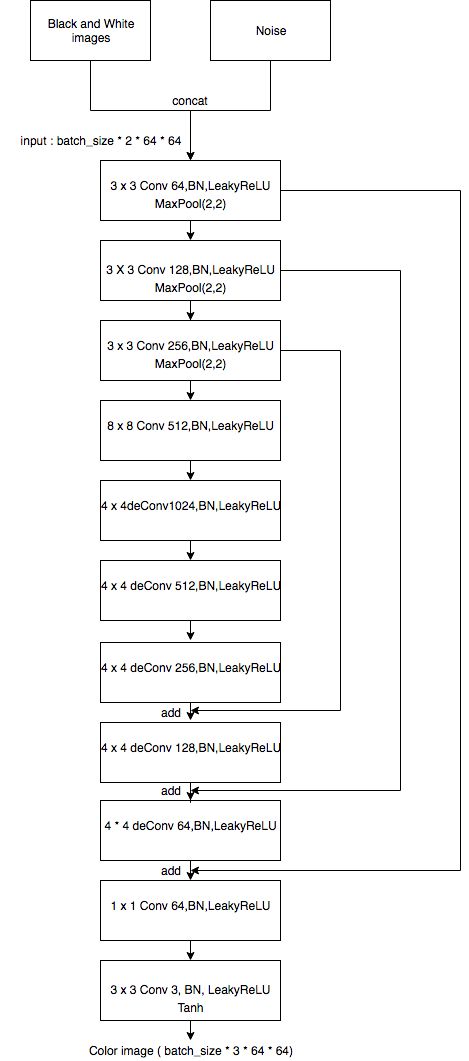 Black and White
images
Noise
concat
input : batch_size * 2 * 64 * 64
3 x 3 Conv 64,BN,LeakyReLU
MaxPool(2,2)
3 X 3 Conv 128,BN,LeakyReLU
MaxPool(2,2)
3 x 3 Conv 256,BN,LeakyReLU
MaxPool(2,2)
8 x 8 Conv 512,BN,LeakyReLU
4 x 4deConv1024,BN,LeakyReLU
4 x 4 deConv 512,BN,LeakyReLU
4 x 4 deConv 256,BN,LeakyReLU
add
4 x 4 deConv 128,BN,LeakyReLU
add
4 * 4 deConv 64,BN,LeakyReLU
add
1 x 1 Conv 64,BN,LeakyReLU
3 x 3 Conv 3, BN, LeakyReLU
Tanh
Color image ( batch_size * 3 * 64 * 64)